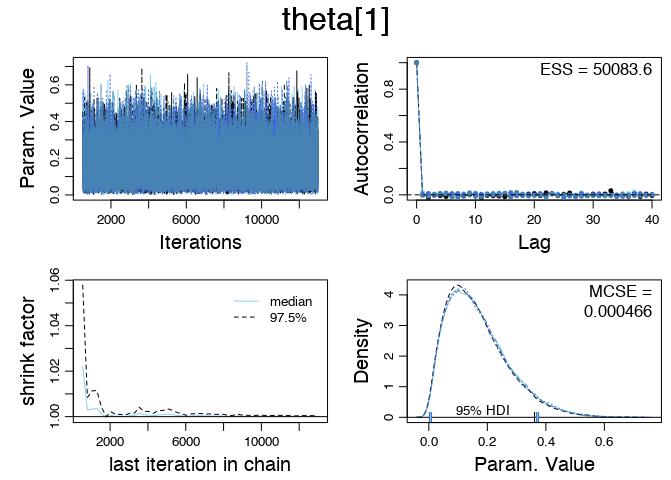 theta[1]
Param. Value
0.0 0.2 0.4 0.6
2000 6000 10000
Iterations
Autocorrelation
0.0 0.4 0.8
ESS = 50083.6
0 10 20 30 40
Lag
shrink factor
1.00 1.02 1.04 1.06
median
97.5%
2000 6000 10000
last iteration in chain
Density
0 1 2 3 4
MCSE =
0.000466
95% HDI
0.0 0.2 0.4 0.6
Param. Value